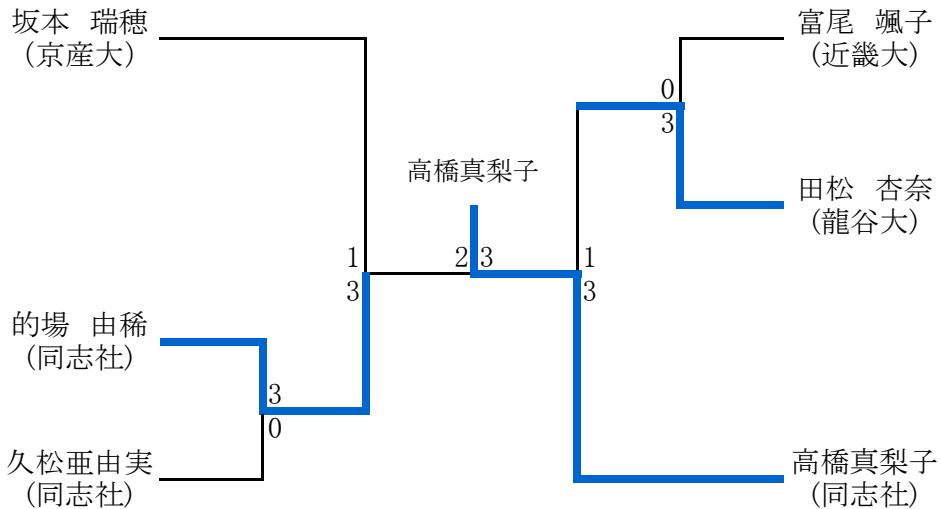 坂本　瑞穂
(京産大)
富尾　颯子
(近畿大)
0
3
高橋真梨子
田松　杏奈
(龍谷大)
1
3
2
3
1
3
的場　由稀
(同志社)
3
0
久松亜由実
(同志社)
高橋真梨子
(同志社)